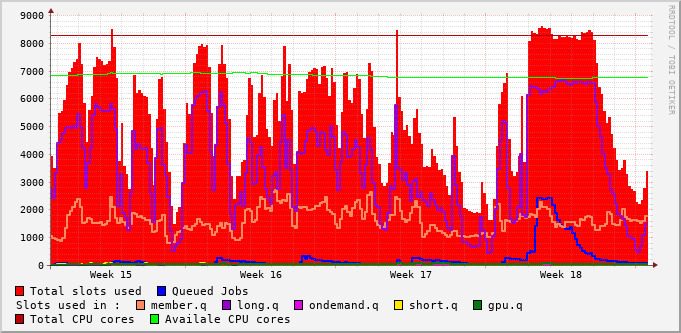 9000
8000
7000
6000
5000
4000
3000
2000
1000
0
Week 15 Week 16 Week 17 Week 18
RRDTOOL / TOBI OETIKER
Total slots used Queued Jobs
Slots used in : member.q long.q ondemand.q short.q gpu.q
Total CPU cores Availale CPU cores